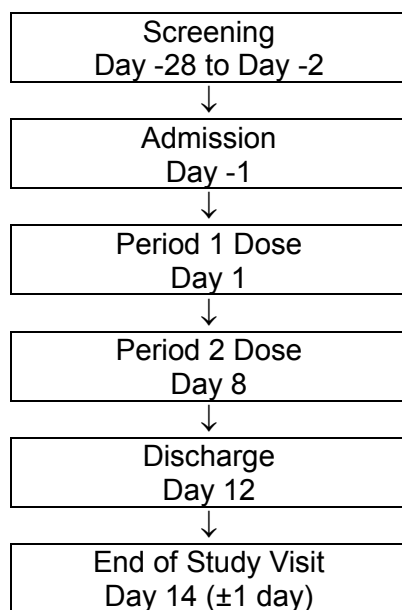 Screening
Day -28 to Day -2
↓
Admission
Day -1
↓
Period 1 Dose
Day 1
↓
Period 2 Dose
Day 8
↓
Discharge
Day 12
↓
End of Study Visit
Day 14 (±1 day)